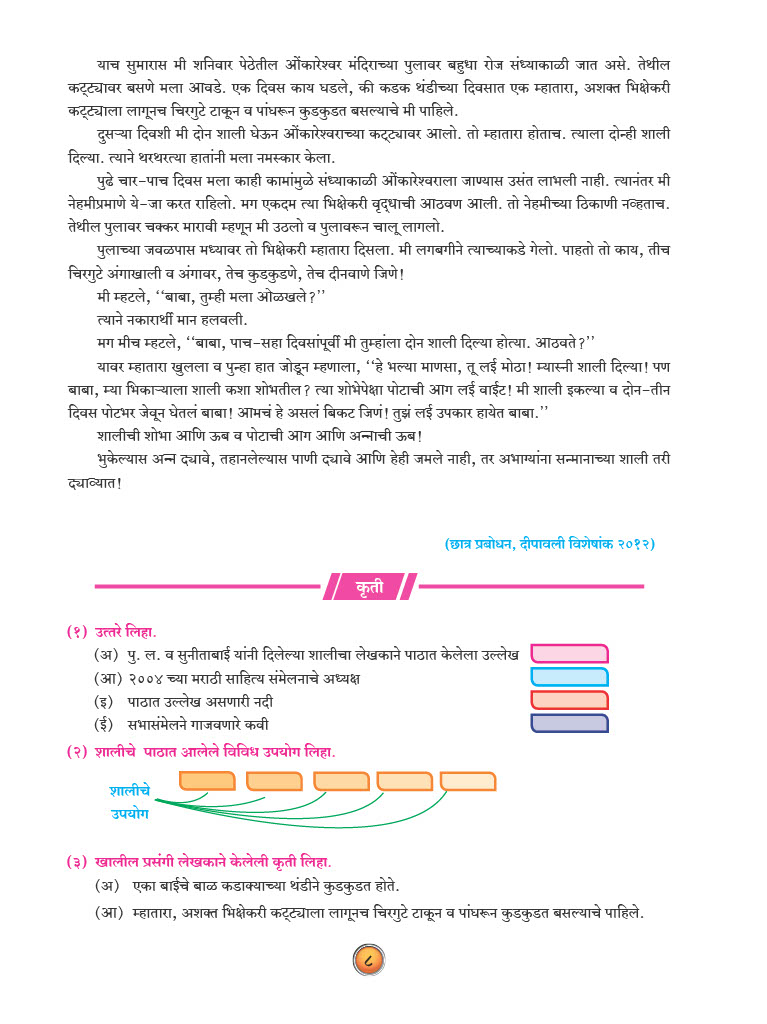 याच सुमारास मी शनिवार पेठेतील ओंकारेश्वर मंदिराच्या पुलावर बहुधा रोज संध्याकाळी जात असे. तेथील
कट्ट्यावर बसणे मला आवडे. एक दिवस काय घडले, की कडक थंडीच्या दिवसात एक म्हातारा, अशक्त भिक्षेकरी
कट्ट्याला लागूनच चिरगुटे टाकून व पांघरून कुडकुडत बसल्याचे मी पाहिले.
दुसऱ्या दिवशी मी दोन शाली घेऊन ओंकारेश्वराच्या कट्ट्यावर आलो. तो म्हातारा होताच. त्याला दोन्ही शाली
दिल्या. त्याने थरथरत्या हातांनी मला नमस्कार केला.
पुढे चार-पाच दिवस मला काही कामांमुळे संध्याकाळी ओंकारेश्वराला जाण्यास उसंत लाभली नाही. त्यानंतर मी
नेहमीप्रमाणे ये-जा करत राहिलो. मग एकदम त्या भिक्षेकरी वृद्धाची आठवण आली. तो नेहमीच्या ठिकाणी नव्हताच.
तेथील पुलावर चक्कर मारावी म्हणून मी उठलो व पुलावरून चालू लागलो.
पुलाच्या जवळपास मध्यावर तो भिक्षेकरी म्हातारा दिसला. मी लगबगीने त्याच्याकडे गेलो. पाहतो तो काय, तीच
चिरगुटे अंगाखाली व अंगावर, तेच कुडकुडणे, तेच दीनवाणे जिणे!
मी म्हटले, ‘‘बाबा, तुम्ही मला ओळखले?’’
त्याने नकारार्थी मान हलवली.
मग मीच म्हटले, ‘‘बाबा, पाच-सहा दिवसांपूर्वी मी तुम्हांला दोन शाली दिल्या होत्या. आठवते?’’
यावर म्हातारा खुलला व पुन्हा हात जोडून म्हणाला, ‘‘हे भल्या माणसा, तू लई मोठा! म्यास्नी शाली दिल्या! पण
बाबा, म्या भिकाऱ्याला शाली कशा शोभतील? त्या शोभेपेक्षा पोटाची आग लई वाईट! मी शाली इकल्या व दोन-तीन
दिवस पोटभर जेवून घेतलं बाबा! आमचं हे असलं बिकट जिणं! तुझं लई उपकार हायेत बाबा.’’
शालीची शोभा आणि ऊब व पोटाची आग आणि अन्नाची ऊब!
भुकेल्यास अन्न द्यावे, तहानलेल्यास पाणी द्यावे आणि हेही जमले नाही, तर अभाग्यांना सन्मानाच्या शाली तरी
द्याव्यात!
(छात्र प्रबोधन, दीपावली विशेषांक २०१२)
कृती
(१) उत्तरे लिहा.
(अ) पु. ल. व सुनीताबाई यांनी दिलेल्या शालीचा लेखकाने पाठात केलेला उल्लेख
(आ) २००४ च्या मराठी साहित्य संमेलनाचे अध्यक्ष
(इ) पाठात उल्लेख असणारी नदी
(ई) सभासंमेलने गाजवणारे कवी
(२) शालीचे पाठात आलेले विविध उपयोग लिहा.
शालीचे
उपयोग
(३) खालील प्रसंगी लेखकाने केलेली कृती लिहा.
(अ) एका बाईचे बाळ कडाक्याच्या थंडीने कुडकुडत होते.
(आ) म्हातारा, अशक्त भिक्षेकरी कट्ट्याला लागूनच चिरगुटे टाकून व पांघरून कुडकुडत बसल्याचे पाहिले.
८